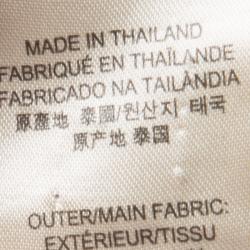 MADE IN THAILAND
FABRIQUÉ EN THAÏLANDE
FABRICADO NA TAILÂNDIA
原產地 泰國/원산지 태국
原产地 泰國
OUTER/MAIN FABRIC:
EXTÉRIEUR/TISSU